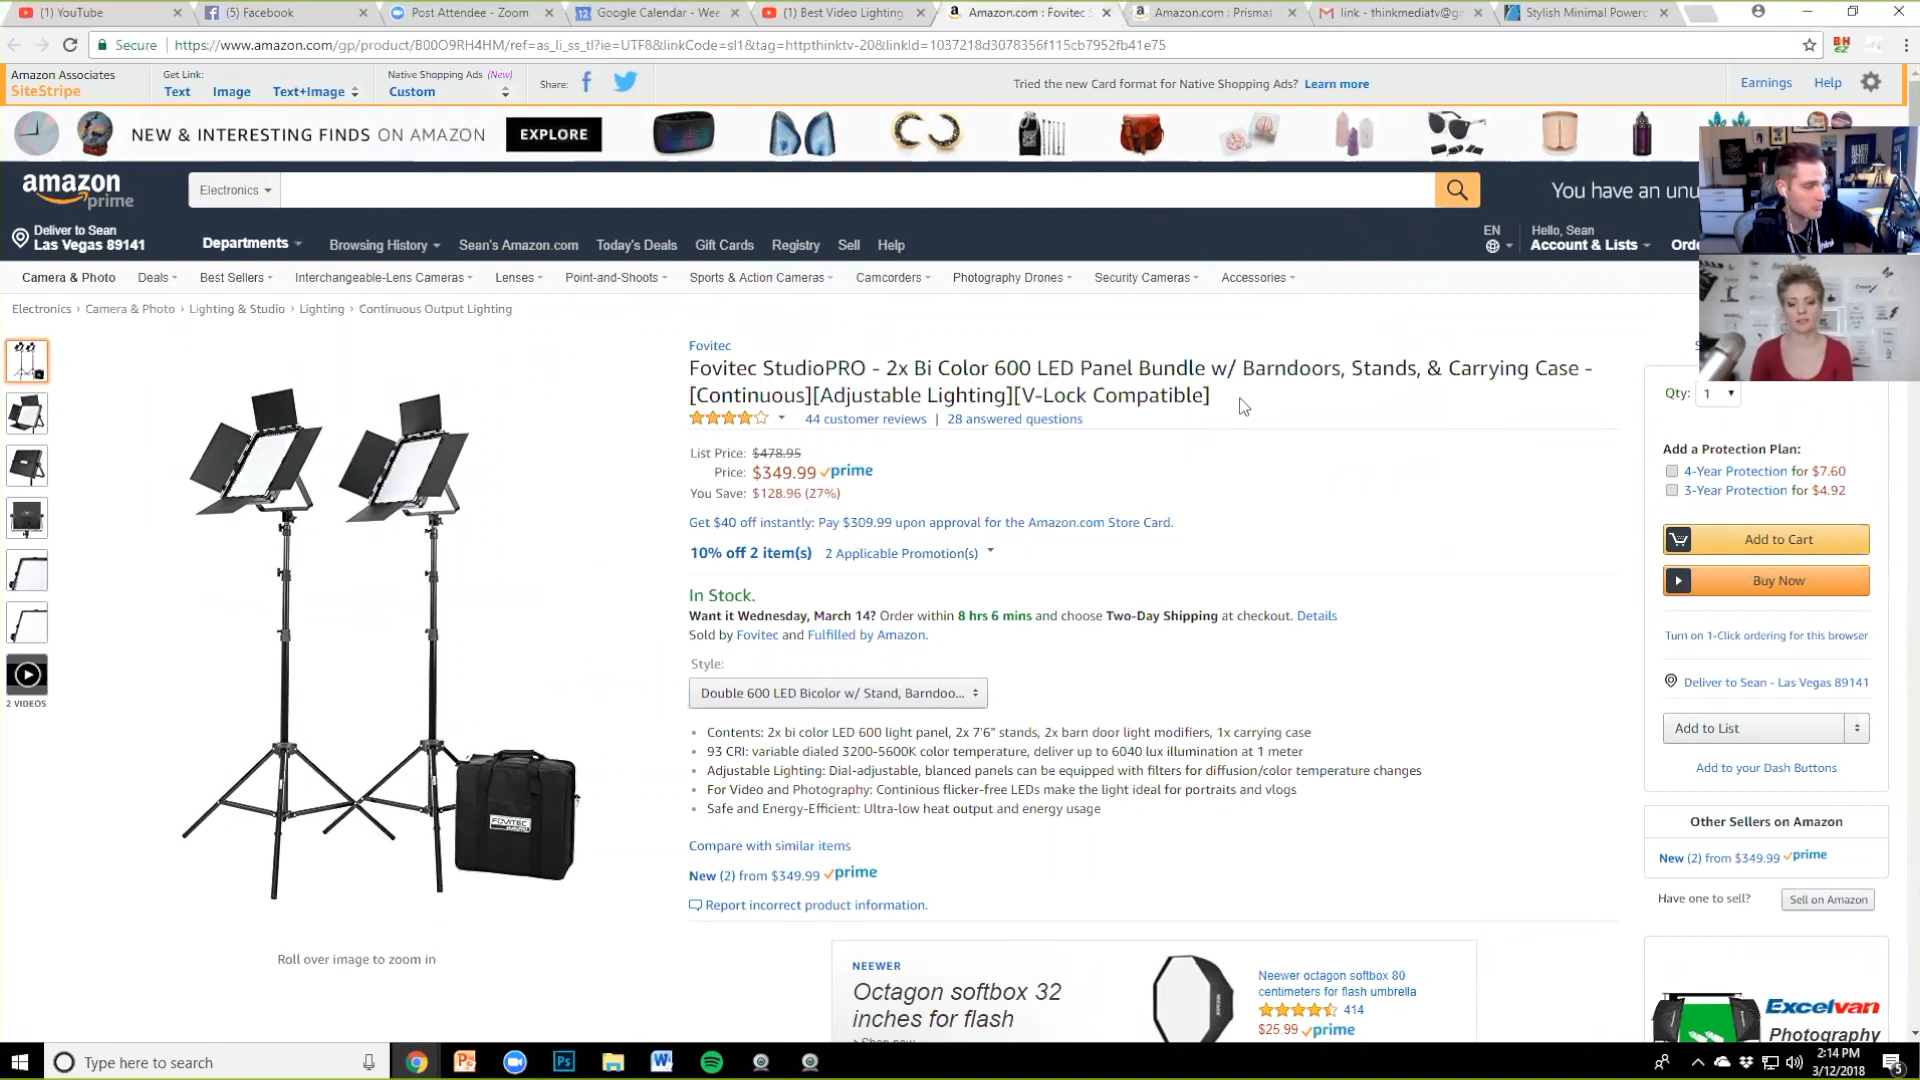 (1) YouTube
(5) Facebook
Post Attendee - Zoom
Google Calendar - Wee
(1) Best Video Lighting
Amazon.com : Fovitec S
Amazon.com : Prismat
link - thinkmediatv@g
Stylish Minimal Powerc
Secure
https://www.amazon.com/gp/product/B00O9RH4HM/ref=as_li_ss_tl?ie=UTF8&linkCode=sl1&tag=httpthinktv-20&linkId=1037218d3078356f115cb7952fb41e75
Amazon Associates
SiteStripe
Get Link:
Text Image Text+Image
Native Shopping Ads (New)
Custom
Share:
Tried the new Card format for Native Shopping Ads? Learn more
Earnings Help
NEW & INTERESTING FINDS ON AMAZON EXPLORE
amazon
prime
Electronics
You have an unu
Deliver to Sean
Las Vegas 89141
Departments
Browsing History Sean's Amazon.com Today's Deals Gift Cards Registry Sell Help
EN
Hello, Sean
Account & Lists
Orde
Camera & Photo Deals Best Sellers Interchangeable-Lens Cameras Lenses Point-and-Shoots Sports & Action Cameras Camcorders Photography Drones Security Cameras Accessories
Electronics › Camera & Photo › Lighting & Studio › Lighting › Continuous Output Lighting
NEVER
SETTLE
Fovitec
Fovitec StudioPRO - 2x Bi Color 600 LED Panel Bundle w/ Barndoors, Stands, & Carrying Case -
[Continuous][Adjustable Lighting][V-Lock Compatible]
44 customer reviews | 28 answered questions
List Price: $478.95
Price: $349.99 prime
You Save: $128.96 (27%)
Get $40 off instantly: Pay $309.99 upon approval for the Amazon.com Store Card.
10% off 2 item(s) 2 Applicable Promotion(s)
In Stock.
Want it Wednesday, March 14? Order within 8 hrs 6 mins and choose Two-Day Shipping at checkout. Details
Sold by Fovitec and Fulfilled by Amazon.
Style:
Double 600 LED Bicolor w/ Stand, Barndoo...
• Contents: 2x bi color LED 600 light panel, 2x 7'6" stands, 2x barn door light modifiers, 1x carrying case
• 93 CRI: variable dialed 3200-5600K color temperature, deliver up to 6040 lux illumination at 1 meter
• Adjustable Lighting: Dial-adjustable, blanced panels can be equipped with filters for diffusion/color temperature changes
• For Video and Photography: Continious flicker-free LEDs make the light ideal for portraits and vlogs
• Safe and Energy-Efficient: Ultra-low heat output and energy usage
Compare with similar items
New (2) from $349.99 prime
Report incorrect product information.
2 VIDEOS
FOVITEC
Roll over image to zoom in
Qty: 1
Add a Protection Plan:
4-Year Protection for $7.60
3-Year Protection for $4.92
Add to Cart
Buy Now
Turn on 1-Click ordering for this browser
Deliver to Sean - Las Vegas 89141
Add to List
Add to your Dash Buttons
Other Sellers on Amazon
New (2) from $349.99 prime
Have one to sell? Sell on Amazon
NEEWER
Octagon softbox 32
inches for flash
› Shop now
Neewer octagon softbox 80
centimeters for flash umbrella
414
$25.99 prime
Excelvan
Photography
Type here to search
2:14 PM
3/12/2018
5